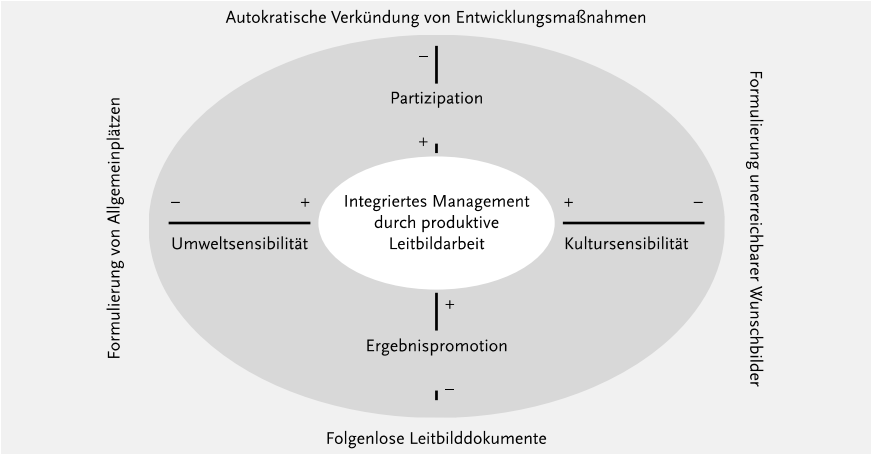 Autokratische Verkündung von Entwicklungsmaßnahmen
−
Partizipation
+
Formulierung von Allgemeinplätzen
− +
Umweltsensibilität
Integriertes Management
durch produktive
Leitbildarbeit
+ −
Kultursensibilität
Formulierung unerreichbarer Wunschbilder
+
Ergebnispromotion
−
Folgenlose Leitbilddokumente